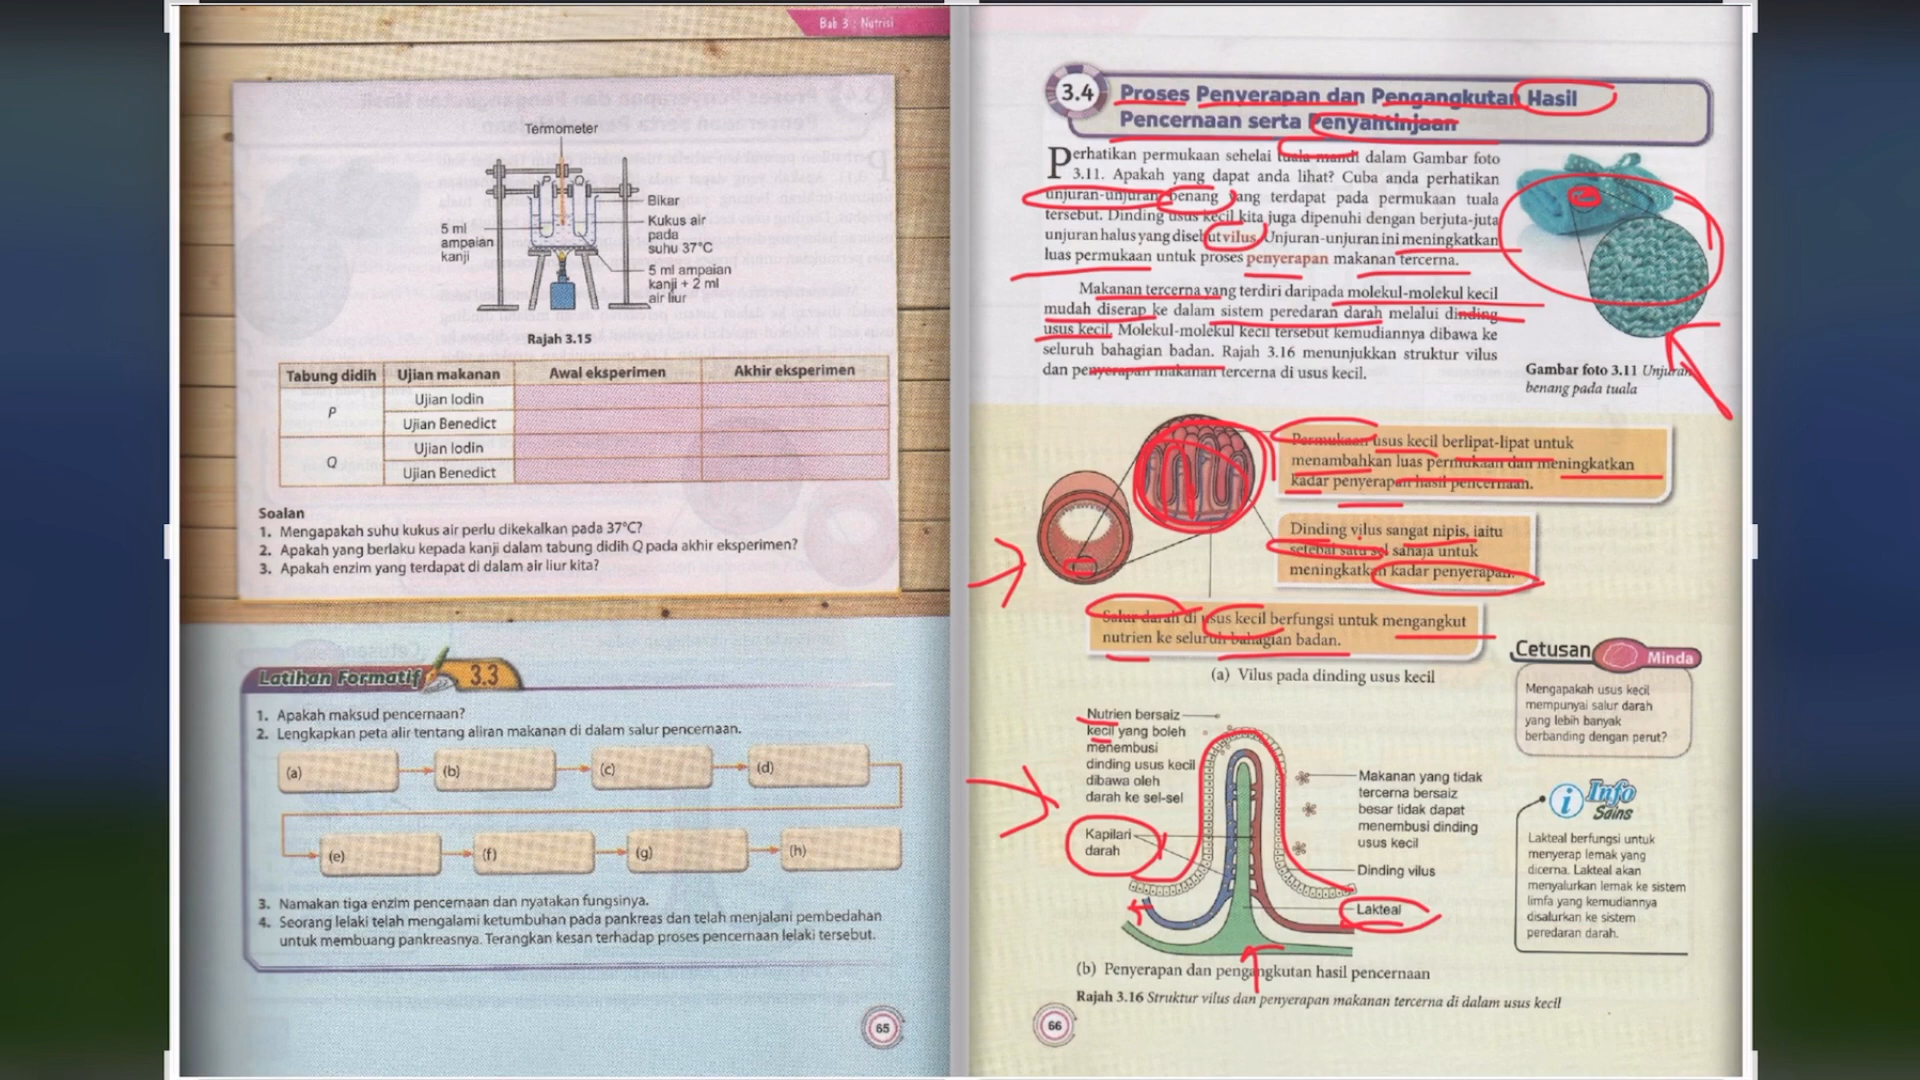 Bab 3 : Nutrisi
Termometer
P
Q
Bikar
Kukus air
pada
suhu 37°C
5 ml
ampaian
kanji
5 ml ampaian
kanji + 2 ml
air liur
Rajah 3.15
Tabung didih Ujian makanan Awal eksperimen Akhir eksperimen
P
Ujian Iodin
Ujian Benedict
Q
Ujian Iodin
Ujian Benedict
Soalan
1. Mengapakah suhu kukus air perlu dikekalkan pada 37°C?
2. Apakah yang berlaku kepada kanji dalam tabung didih Q pada akhir eksperimen?
3. Apakah enzim yang terdapat di dalam air liur kita?
Latihan Formatif 3.3
1. Apakah maksud pencernaan?
2. Lengkapkan peta alir tentang aliran makanan di dalam salur pencernaan.
(a)
(b)
(c)
(d)
(e)
(f)
(g)
(h)
3. Namakan tiga enzim pencernaan dan nyatakan fungsinya.
4. Seorang lelaki telah mengalami ketumbuhan pada pankreas dan telah menjalani pembedahan
untuk membuang pankreasnya. Terangkan kesan terhadap proses pencernaan lelaki tersebut.
65
3.4 Proses Penyerapan dan Pengangkutan Hasil
Pencernaan serta Penyahtinjaan
Perhatikan permukaan sehelai tuala mandi dalam Gambar foto
3.11. Apakah yang dapat anda lihat? Cuba anda perhatikan
unjuran-unjuran benang yang terdapat pada permukaan tuala
tersebut. Dinding usus kecil kita juga dipenuhi dengan berjuta-juta
unjuran halus yang disebut vilus. Unjuran-unjuran ini meningkatkan
luas permukaan untuk proses penyerapan makanan tercerna.
Makanan tercerna yang terdiri daripada molekul-molekul kecil
mudah diserap ke dalam sistem peredaran darah melalui dinding
usus kecil. Molekul-molekul kecil tersebut kemudiannya dibawa ke
seluruh bahagian badan. Rajah 3.16 menunjukkan struktur vilus
dan penyerapan makanan tercerna di usus kecil.
Gambar foto 3.11 Unjuran
benang pada tuala
Permukaan usus kecil berlipat-lipat untuk
menambahkan luas permukaan dan meningkatkan
kadar penyerapan hasil pencernaan.
Dinding vilus sangat nipis, iaitu
setebal satu sel sahaja untuk
meningkatkan kadar penyerapan.
Salur darah di usus kecil berfungsi untuk mengangkut
nutrien ke seluruh bahagian badan.
(a) Vilus pada dinding usus kecil
Cetusan Minda
Mengapakah usus kecil
mempunyai salur darah
yang lebih banyak
berbanding dengan perut?
Nutrien bersaiz
kecil yang boleh
menembusi
dinding usus kecil
dibawa oleh
darah ke sel-sel
Kapilari
darah
Makanan yang tidak
tercerna bersaiz
besar tidak dapat
menembusi dinding
usus kecil
Dinding vilus
Lakteal
Info
Sains
Lakteal berfungsi untuk
menyerap lemak yang
dicerna. Lakteal akan
menyalurkan lemak ke sistem
limfa yang kemudiannya
disalurkan ke sistem
peredaran darah.
(b) Penyerapan dan pengangkutan hasil pencernaan
Rajah 3.16 Struktur vilus dan penyerapan makanan tercerna di dalam usus kecil
66